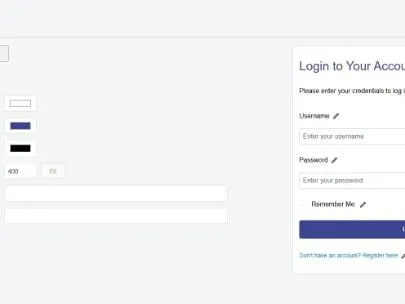 Login to Your Accou
Please enter your credentials to log i
Username
Enter your username
400
PX
Password
Enter your password
Remember Me
Don't have an account? Register here